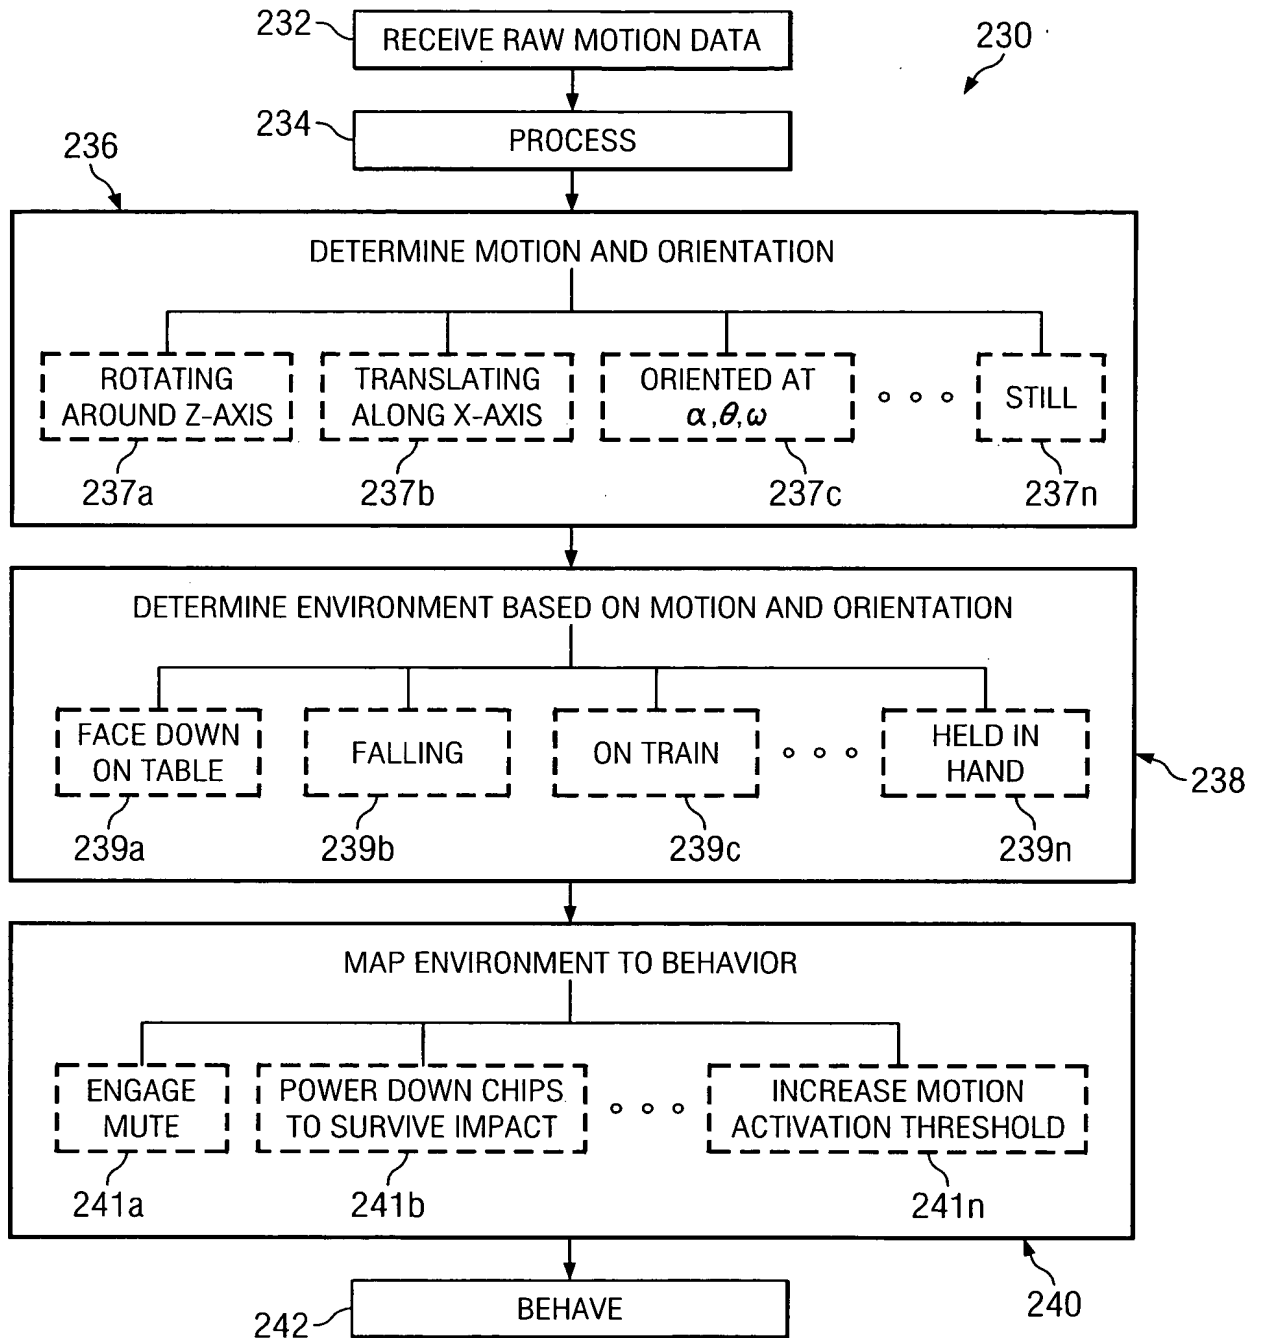 232
RECEIVE RAW MOTION DATA
230
234
PROCESS
236
DETERMINE MOTION AND ORIENTATION
ROTATING
AROUND Z-AXIS
TRANSLATING
ALONG X-AXIS
ORIENTED AT
α,θ,ω
STILL
237a
237b
237c
237n
DETERMINE ENVIRONMENT BASED ON MOTION AND ORIENTATION
FACE DOWN
ON TABLE
FALLING
ON TRAIN
HELD IN
HAND
238
239a
239b
239c
239n
MAP ENVIRONMENT TO BEHAVIOR
ENGAGE
MUTE
POWER DOWN CHIPS
TO SURVIVE IMPACT
INCREASE MOTION
ACTIVATION THRESHOLD
241a
241b
241n
240
242
BEHAVE